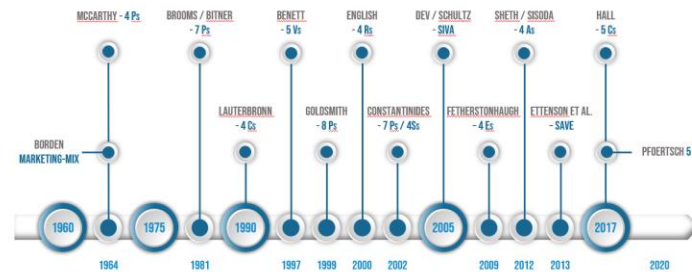 MCCARTHY - 4 Ps
BROOMS / BITNER
- 7 Ps
BENETT
- 5 Vs
ENGLISH
- 4 Rs
DEV / SCHULTZ
- SIVA
SHETH / SISODA
- 4 As
HALL
- 5 Cs
BORDEN
MARKETING-MIX
LAUTERBRONN
- 4 Cs
GOLDSMITH
- 8 Ps
CONSTANTINIDES
- 7 Ps / 4Ss
FETHERSTONHAUGH
- 4 Es
ETTENSON ET AL.
- SAVE
PFOERTSCH 5
1960
1975
1990
2005
2017
1964
1981
1997
1999
2000
2002
2009
2012
2013
2020